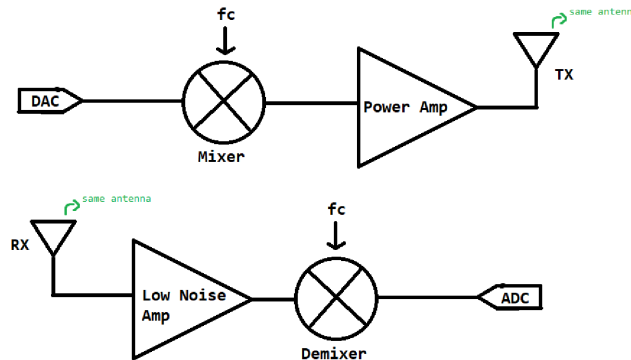 fc
same antenn
DAC
Power Amp
TX
Mixer
same antenna
fc
RX
Low Noise
Amp
ADC
Demixer